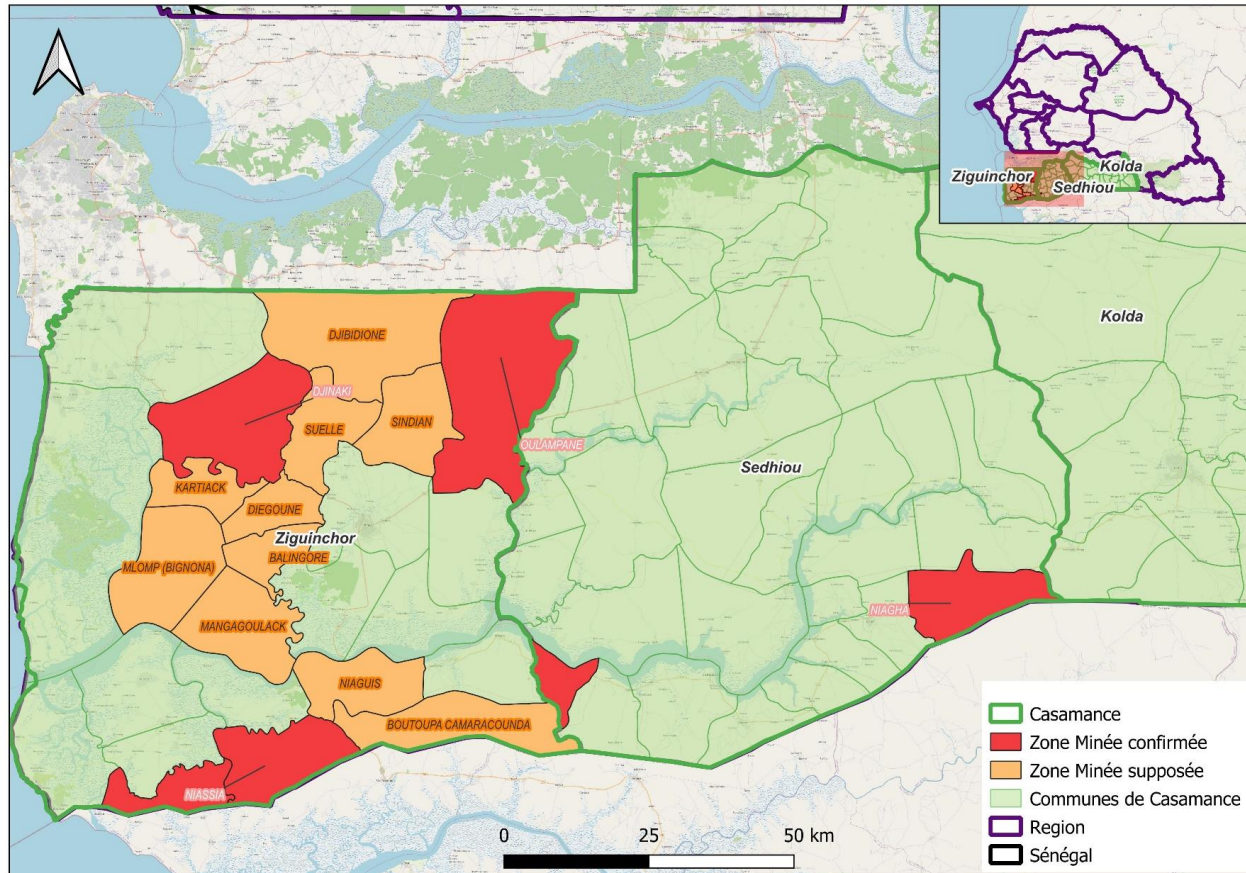 Kolda
Ziguinchor
Sedhiou
DJIBIDIONE
Kolda
DJINAKI
SUELLE
SINDIAN
OULAMPANE
Sedhiou
KARTIACK
DIEGOUNE
Ziguinchor
BALINGORE
MLOMP (BIGNONA)
NIAGHA
MANGAGOULACK
NIAGUIS
BOUTOUPA CAMARACOUNDA
NIASSIA
Casamance
Zone Minée confirmée
Zone Minée supposée
Communes de Casamance
Region
Sénégal
0 25 50 km